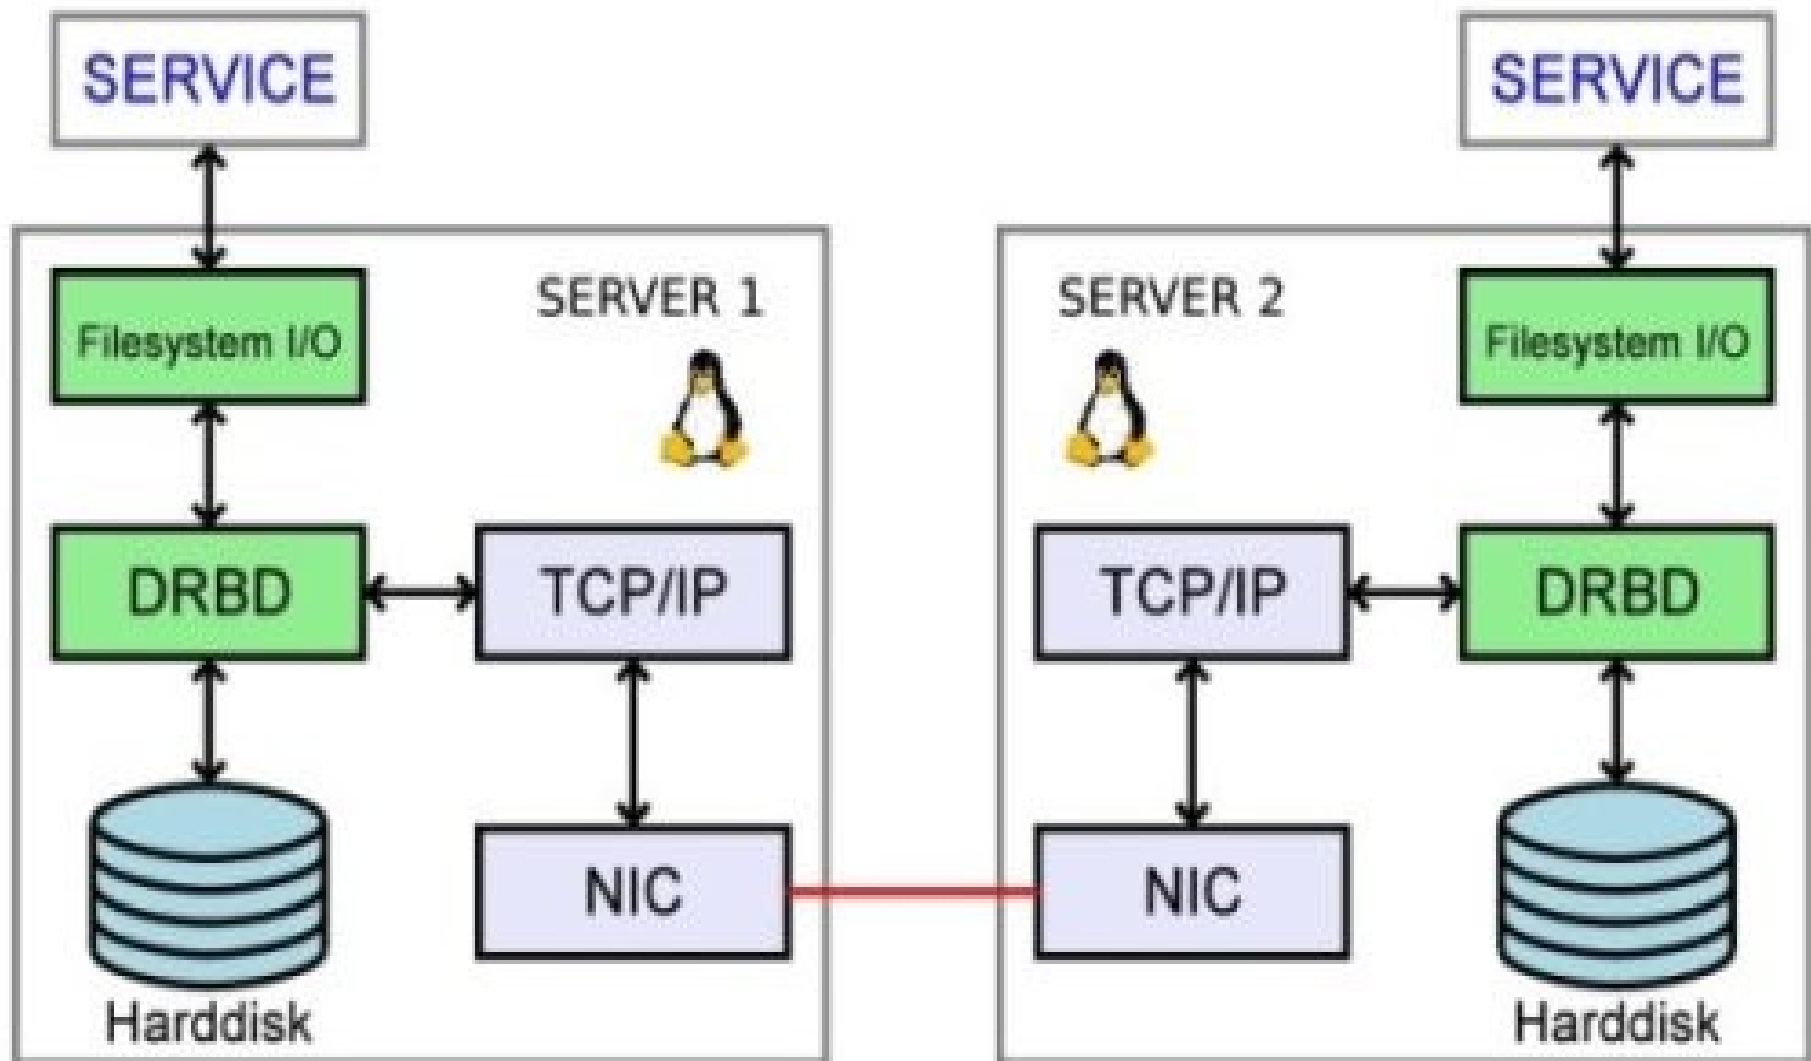 SERVICE
SERVICE
SERVER 1
SERVER 2
Filesystem I/O
Filesystem I/O
DRBD
TCP/IP
TCP/IP
DRBD
NIC
NIC
Harddisk
Harddisk